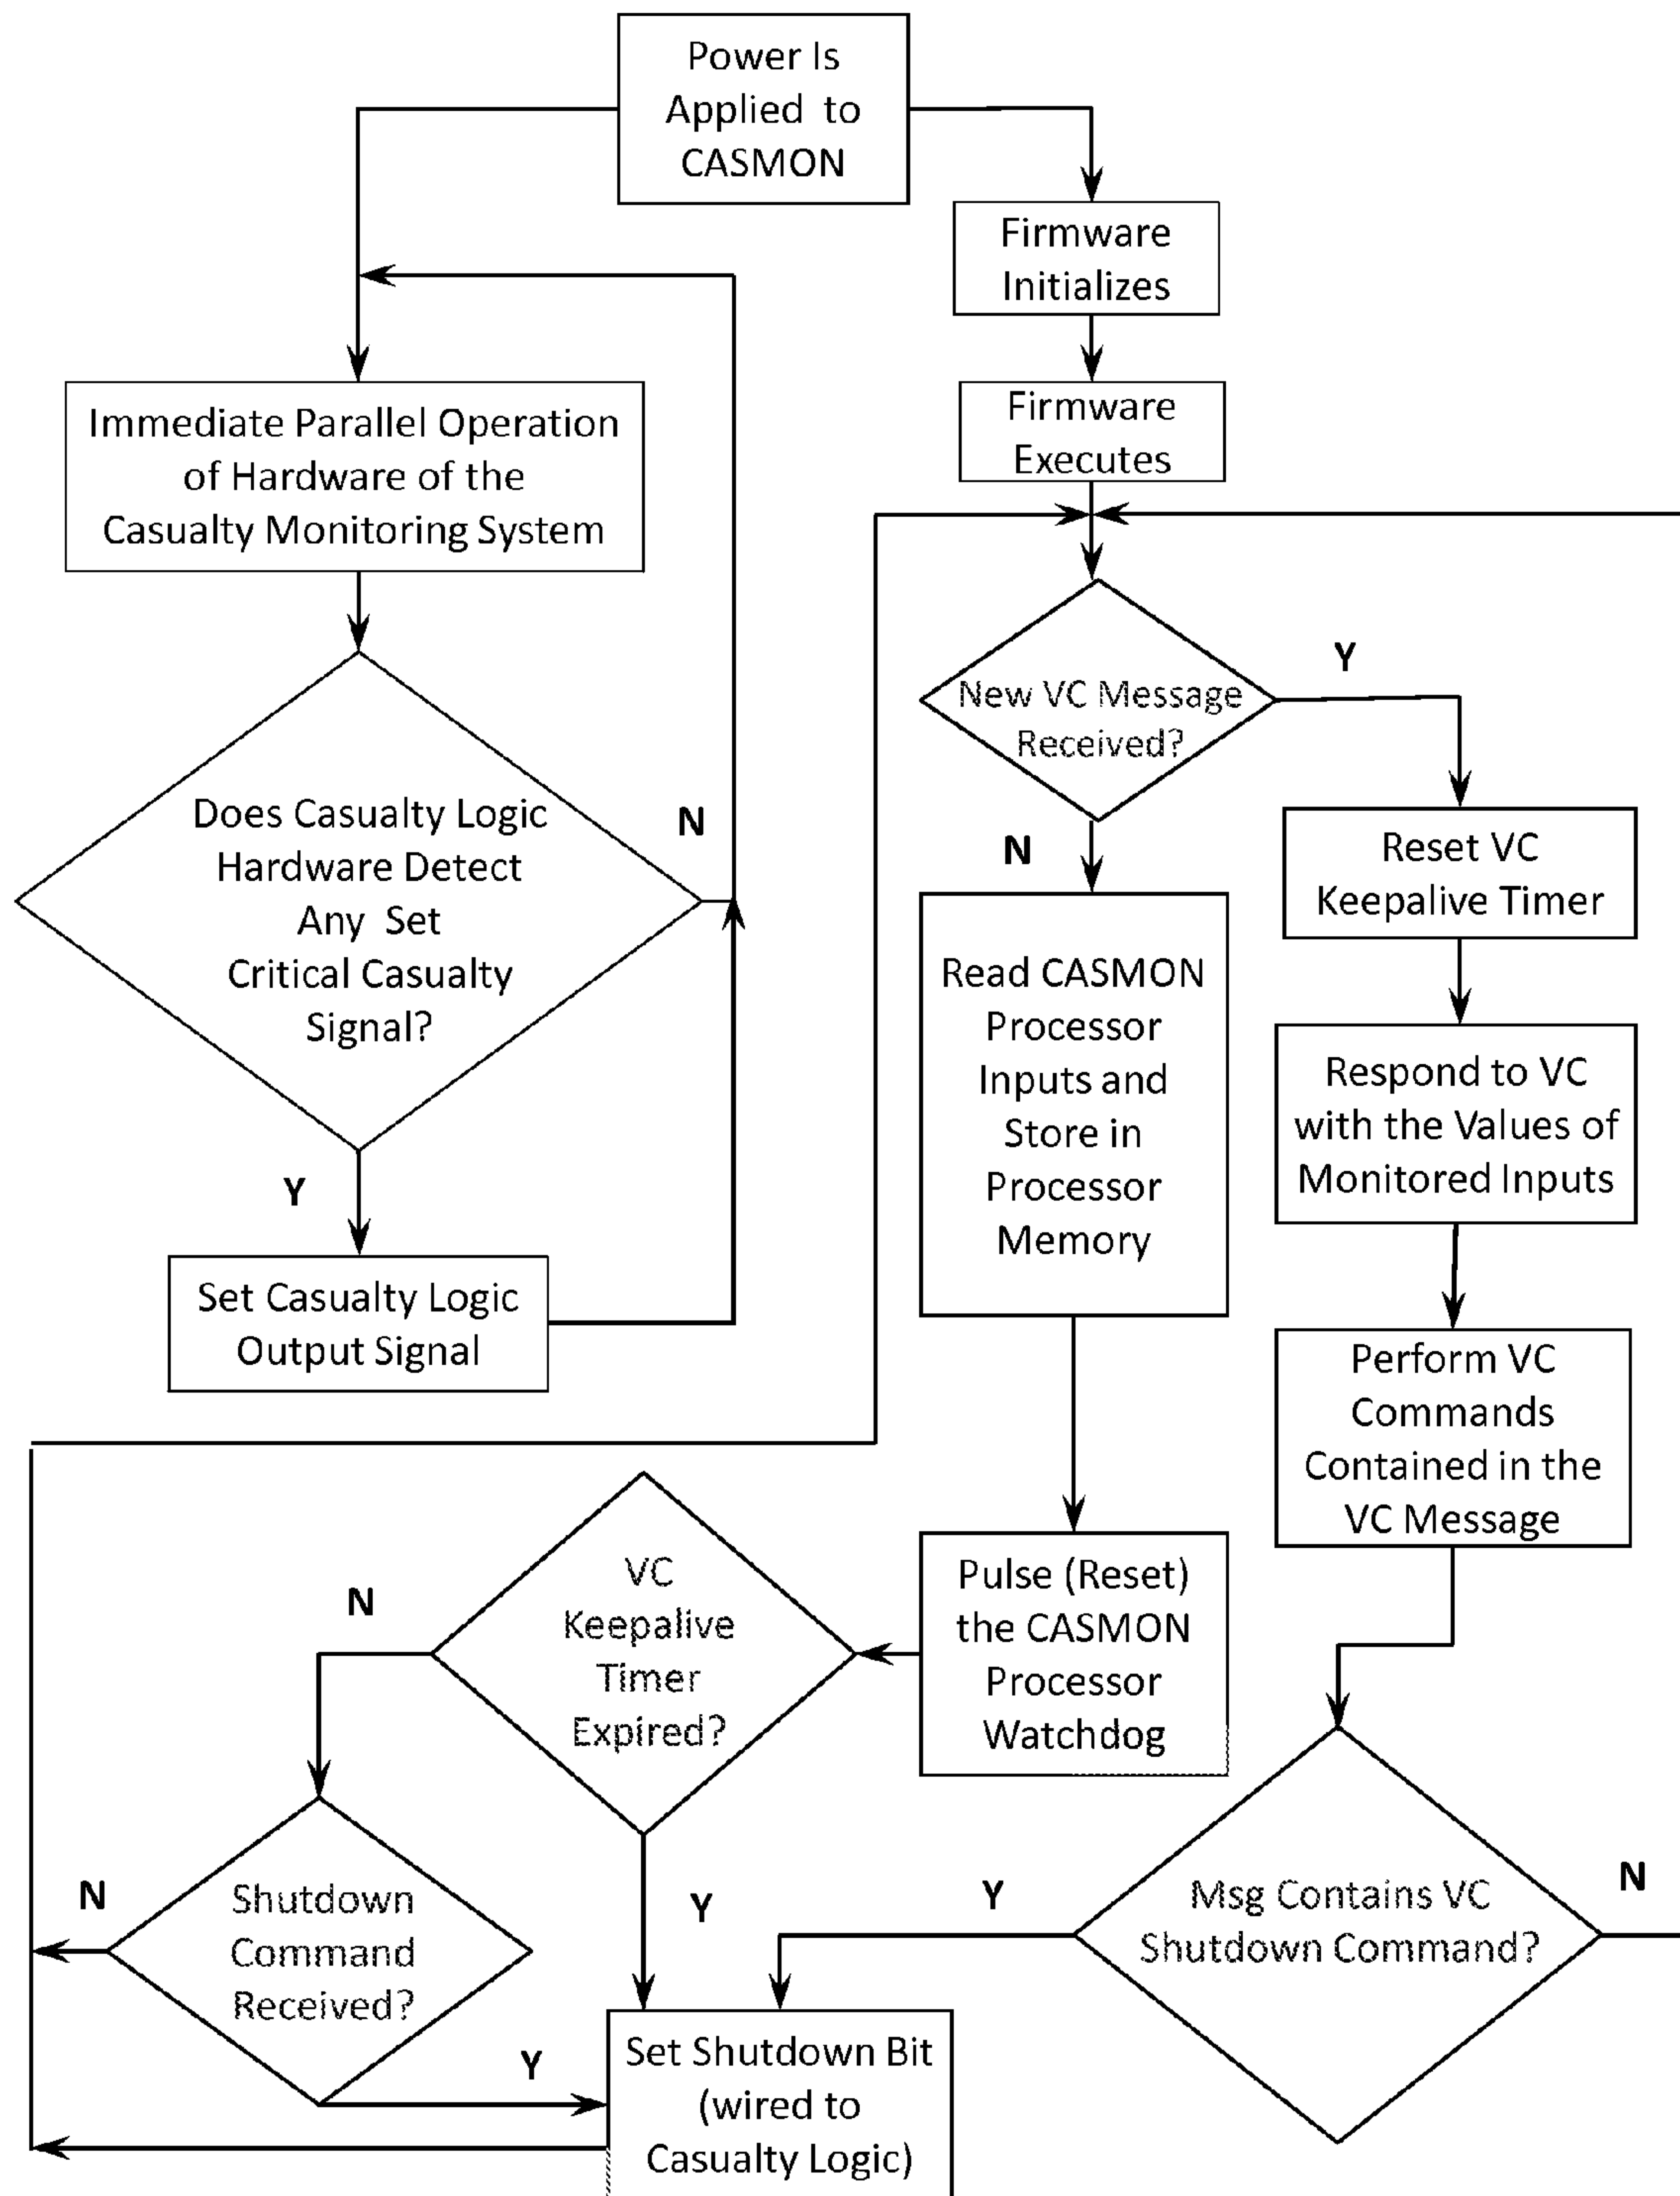 Power Is
Applied to
CASMON
Firmware
Initializes
Immediate Parallel Operation
of Hardware of the
Casualty Monitoring System
Firmware
Executes
Does Casualty Logic
Hardware Detect
Any Set
Critical Casualty
Signal?
N
Y
Set Casualty Logic
Output Signal
New VC Message
Received?
Y
N
Reset VC
Keepalive Timer
Respond to VC
with the Values of
Monitored Inputs
Perform VC
Commands
Contained in the
VC Message
Read CASMON
Processor
Inputs and
Store in
Processor
Memory
Pulse (Reset)
the CASMON
Processor
Watchdog
VC
Keepalive
Timer
Expired?
N
Y
Shutdown
Command
Received?
N
Y
Msg Contains VC
Shutdown Command?
Y
N
Set Shutdown Bit
(wired to
Casualty Logic)